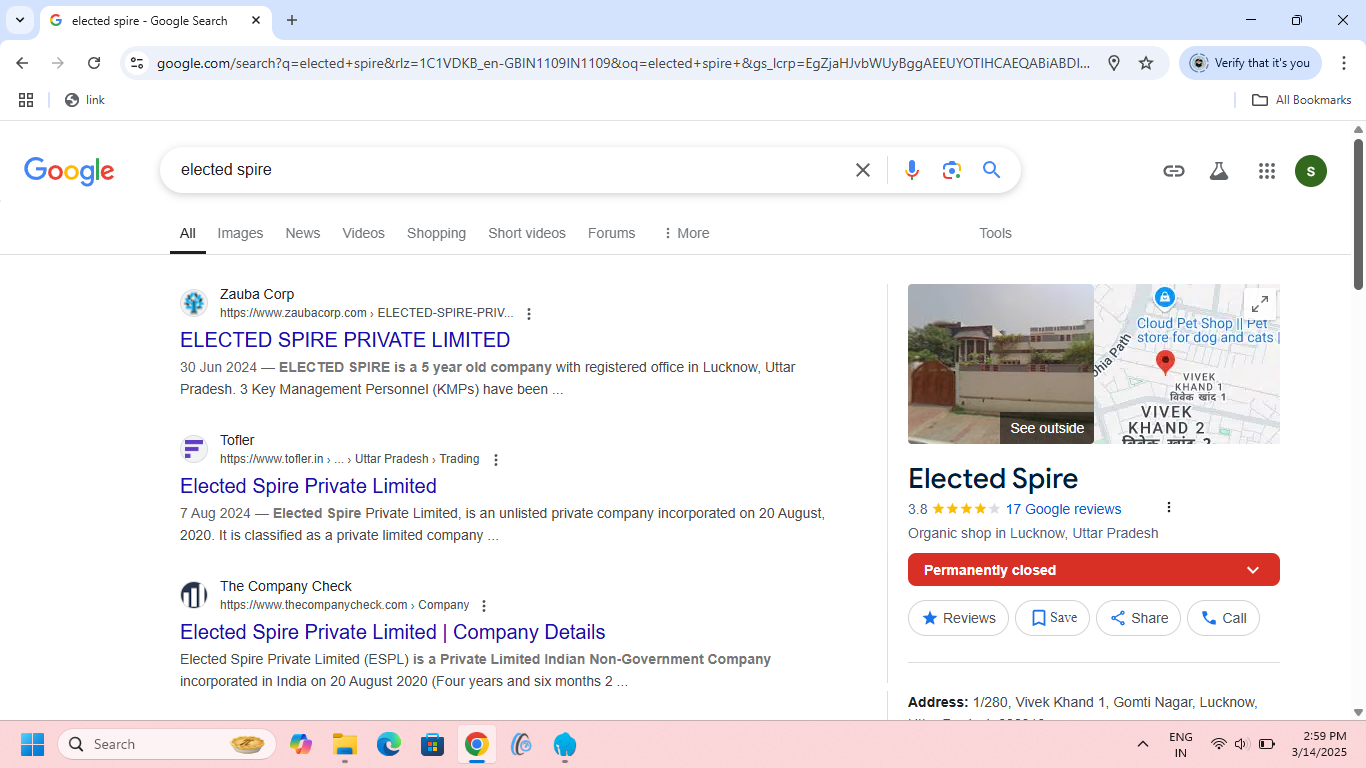 elected spire - Google Search
google.com/search?q=elected+spire&rlz=1C1VDKB_en-GBIN1109IN1109&oq=elected+spire+&gs_lcrp=EgZjaHJvbWUyBggAEEUYOTIHCAEQABiABDI...
Verify that it's you
link
All Bookmarks
Google
elected spire
S
All
Images
News
Videos
Shopping
Short videos
Forums
More
Tools
Zauba Corp
https://www.zaubacorp.com › ELECTED-SPIRE-PRIV...
ELECTED SPIRE PRIVATE LIMITED
30 Jun 2024 — ELECTED SPIRE is a 5 year old company with registered office in Lucknow, Uttar
Pradesh. 3 Key Management Personnel (KMPs) have been ...
Tofler
https://www.tofler.in › ... › Uttar Pradesh › Trading
Elected Spire Private Limited
7 Aug 2024 — Elected Spire Private Limited, is an unlisted private company incorporated on 20 August,
2020. It is classified as a private limited company ...
The Company Check
https://www.thecompanycheck.com › Company
Elected Spire Private Limited | Company Details
Elected Spire Private Limited (ESPL) is a Private Limited Indian Non-Government Company
incorporated in India on 20 August 2020 (Four years and six months 2 ...
See outside
Cloud Pet Shop || Pet
store for dog and cats |
Path
VIVEK
KHAND 1
विवेक खांड 1
VIVEK
KHAND 2
Elected Spire
3.8
17 Google reviews
Organic shop in Lucknow, Uttar Pradesh
Permanently closed
Reviews
Save
Share
Call
Address: 1/280, Vivek Khand 1, Gomti Nagar, Lucknow,
Search
ENG
IN
2:59 PM
3/14/2025